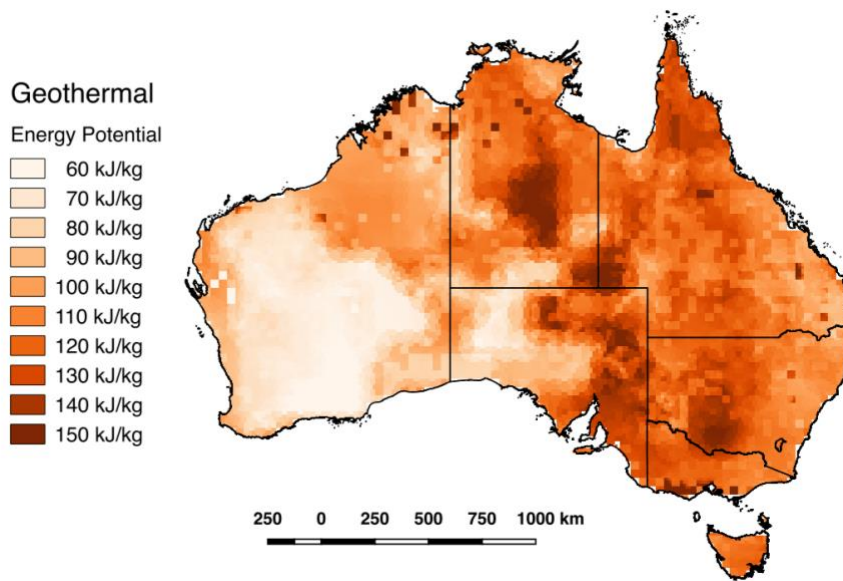 Geothermal
Energy Potential
60 kJ/kg
70 kJ/kg
80 kJ/kg
90 kJ/kg
100 kJ/kg
110 kJ/kg
120 kJ/kg
130 kJ/kg
140 kJ/kg
150 kJ/kg
250 0 250 500 750 1000 km